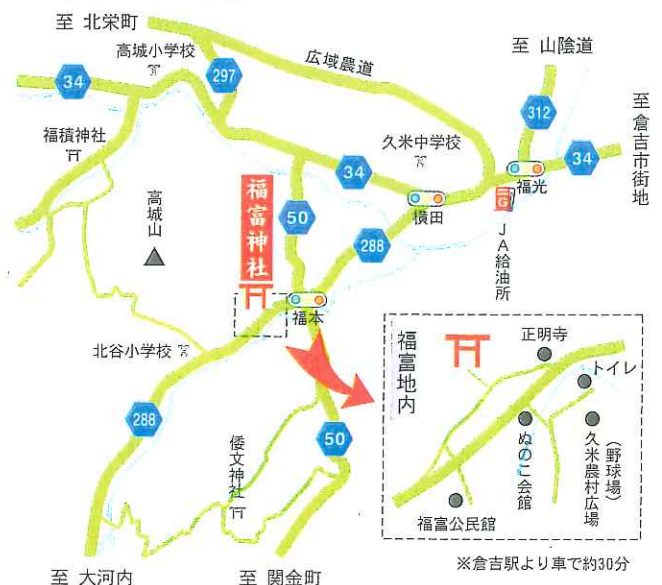 至 北栄町
高城小学校
297
広域農道
至 山陰道
34
312
至 倉吉市街地
福積神社
久米中学校
34
福光
34
高城山
福富神社
50
34
横田
288
JA給油所
福本
北谷小学校
288
50
倭文神社
至 大河内
至 関金町
福富地内
正明寺
トイレ
ぬのこ会館
久米農村広場
(野球場)
福富公民館
※倉吉駅より車で約30分